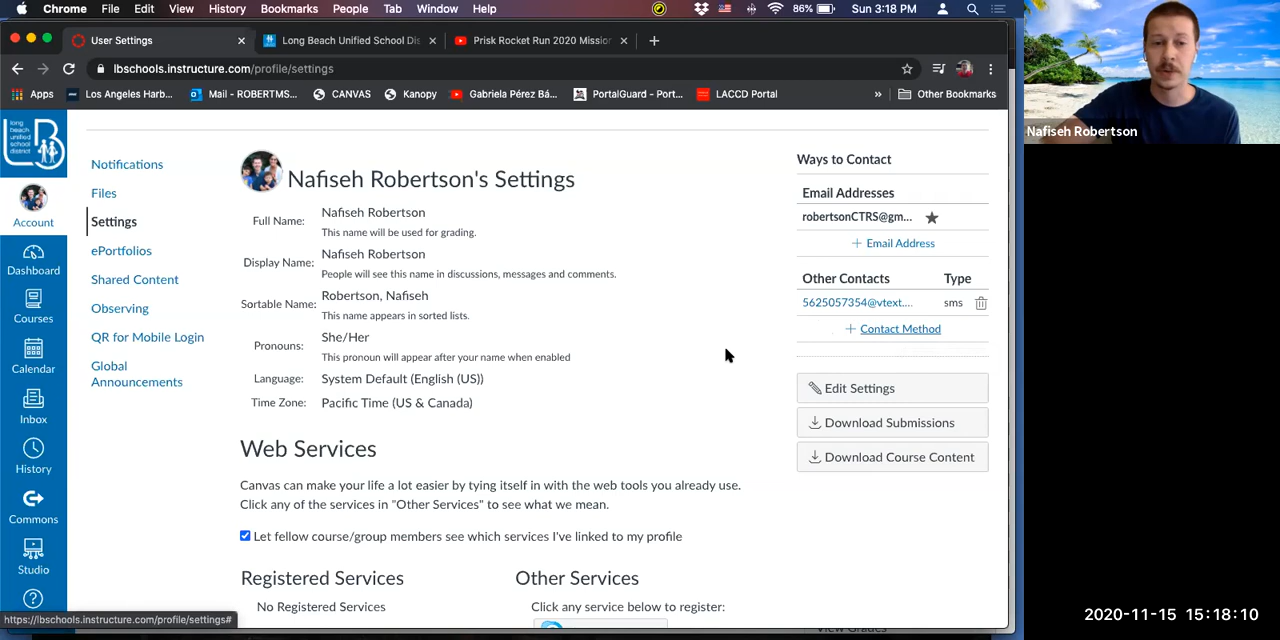 Chrome File Edit View History Bookmarks People Tab Window Help 86% Sun 3:18 PM
User Settings Long Beach Unified School Dis Prisk Rocket Run 2020 Mission
lbschools.instructure.com/profile/settings
Apps Los Angeles Harb... Mail - ROBERTMS... CANVAS Kanopy Gabriela Pérez Bá... PortalGuard - Port... LACCD Portal » Other Bookmarks
long beach unified school district
Account
Dashboard
Courses
Calendar
Inbox
History
Commons
Studio
Notifications
Files
Settings
ePortfolios
Shared Content
Observing
QR for Mobile Login
Global
Announcements
Nafiseh Robertson's Settings
Full Name: Nafiseh Robertson
This name will be used for grading.
Display Name: Nafiseh Robertson
People will see this name in discussions, messages and comments.
Sortable Name: Robertson, Nafiseh
This name appears in sorted lists.
Pronouns: She/Her
This pronoun will appear after your name when enabled
Language: System Default (English (US))
Time Zone: Pacific Time (US & Canada)
Web Services
Canvas can make your life a lot easier by tying itself in with the web tools you already use.
Click any of the services in "Other Services" to see what we mean.
Let fellow course/group members see which services I've linked to my profile
Registered Services
No Registered Services
Other Services
Click any service below to register:
Ways to Contact
Email Addresses
robertsonCTRS@gm...
+ Email Address
Other Contacts Type
5625057354@vtext.... sms
+ Contact Method
Edit Settings
Download Submissions
Download Course Content
View Grades
https://lbschools.instructure.com/profile/settings#
Nafiseh Robertson
2020-11-15 15:18:10